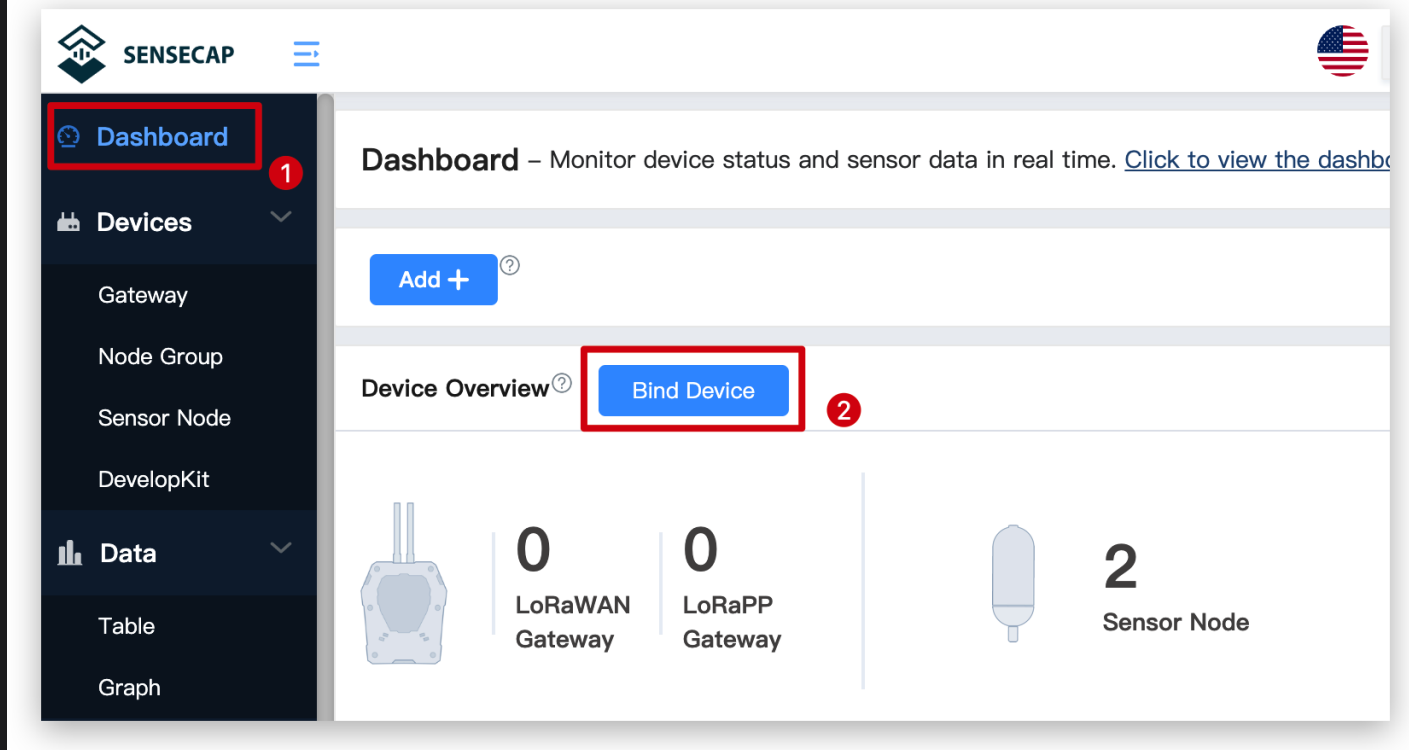 SENSECAP
Dashboard
1
Devices
Gateway
Node Group
Sensor Node
DevelopKit
Data
Table
Graph
Dashboard – Monitor device status and sensor data in real time. Click to view the
Add +
?
Device Overview ?
Bind Device
2
0
LoRaWAN
Gateway
0
LoRaPP
Gateway
2
Sensor Node